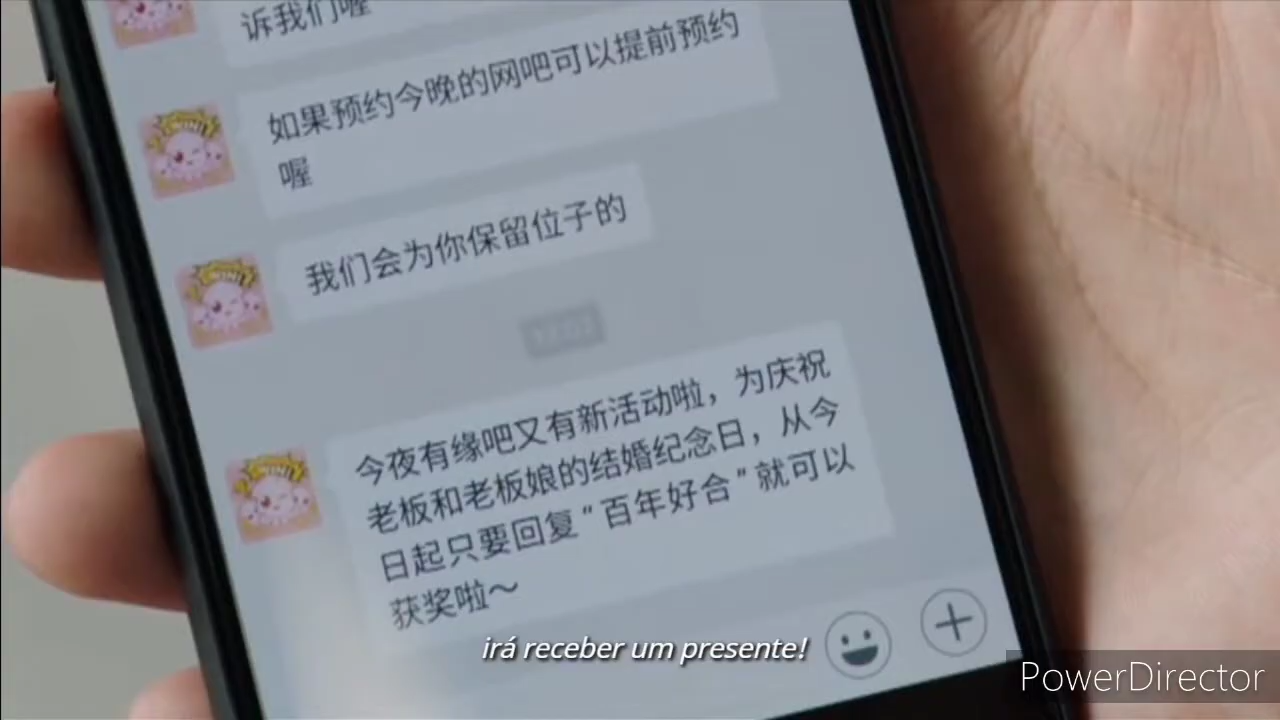 诉我们喔
如果预约今晚的网吧可以提前预约
喔
我们会为你保留位子的
今夜有缘吧又有新活动啦，为庆祝
老板和老板娘的结婚纪念日，从今
日起只要回复“百年好合”就可以
获奖啦～
irá receber um presente!
PowerDirector